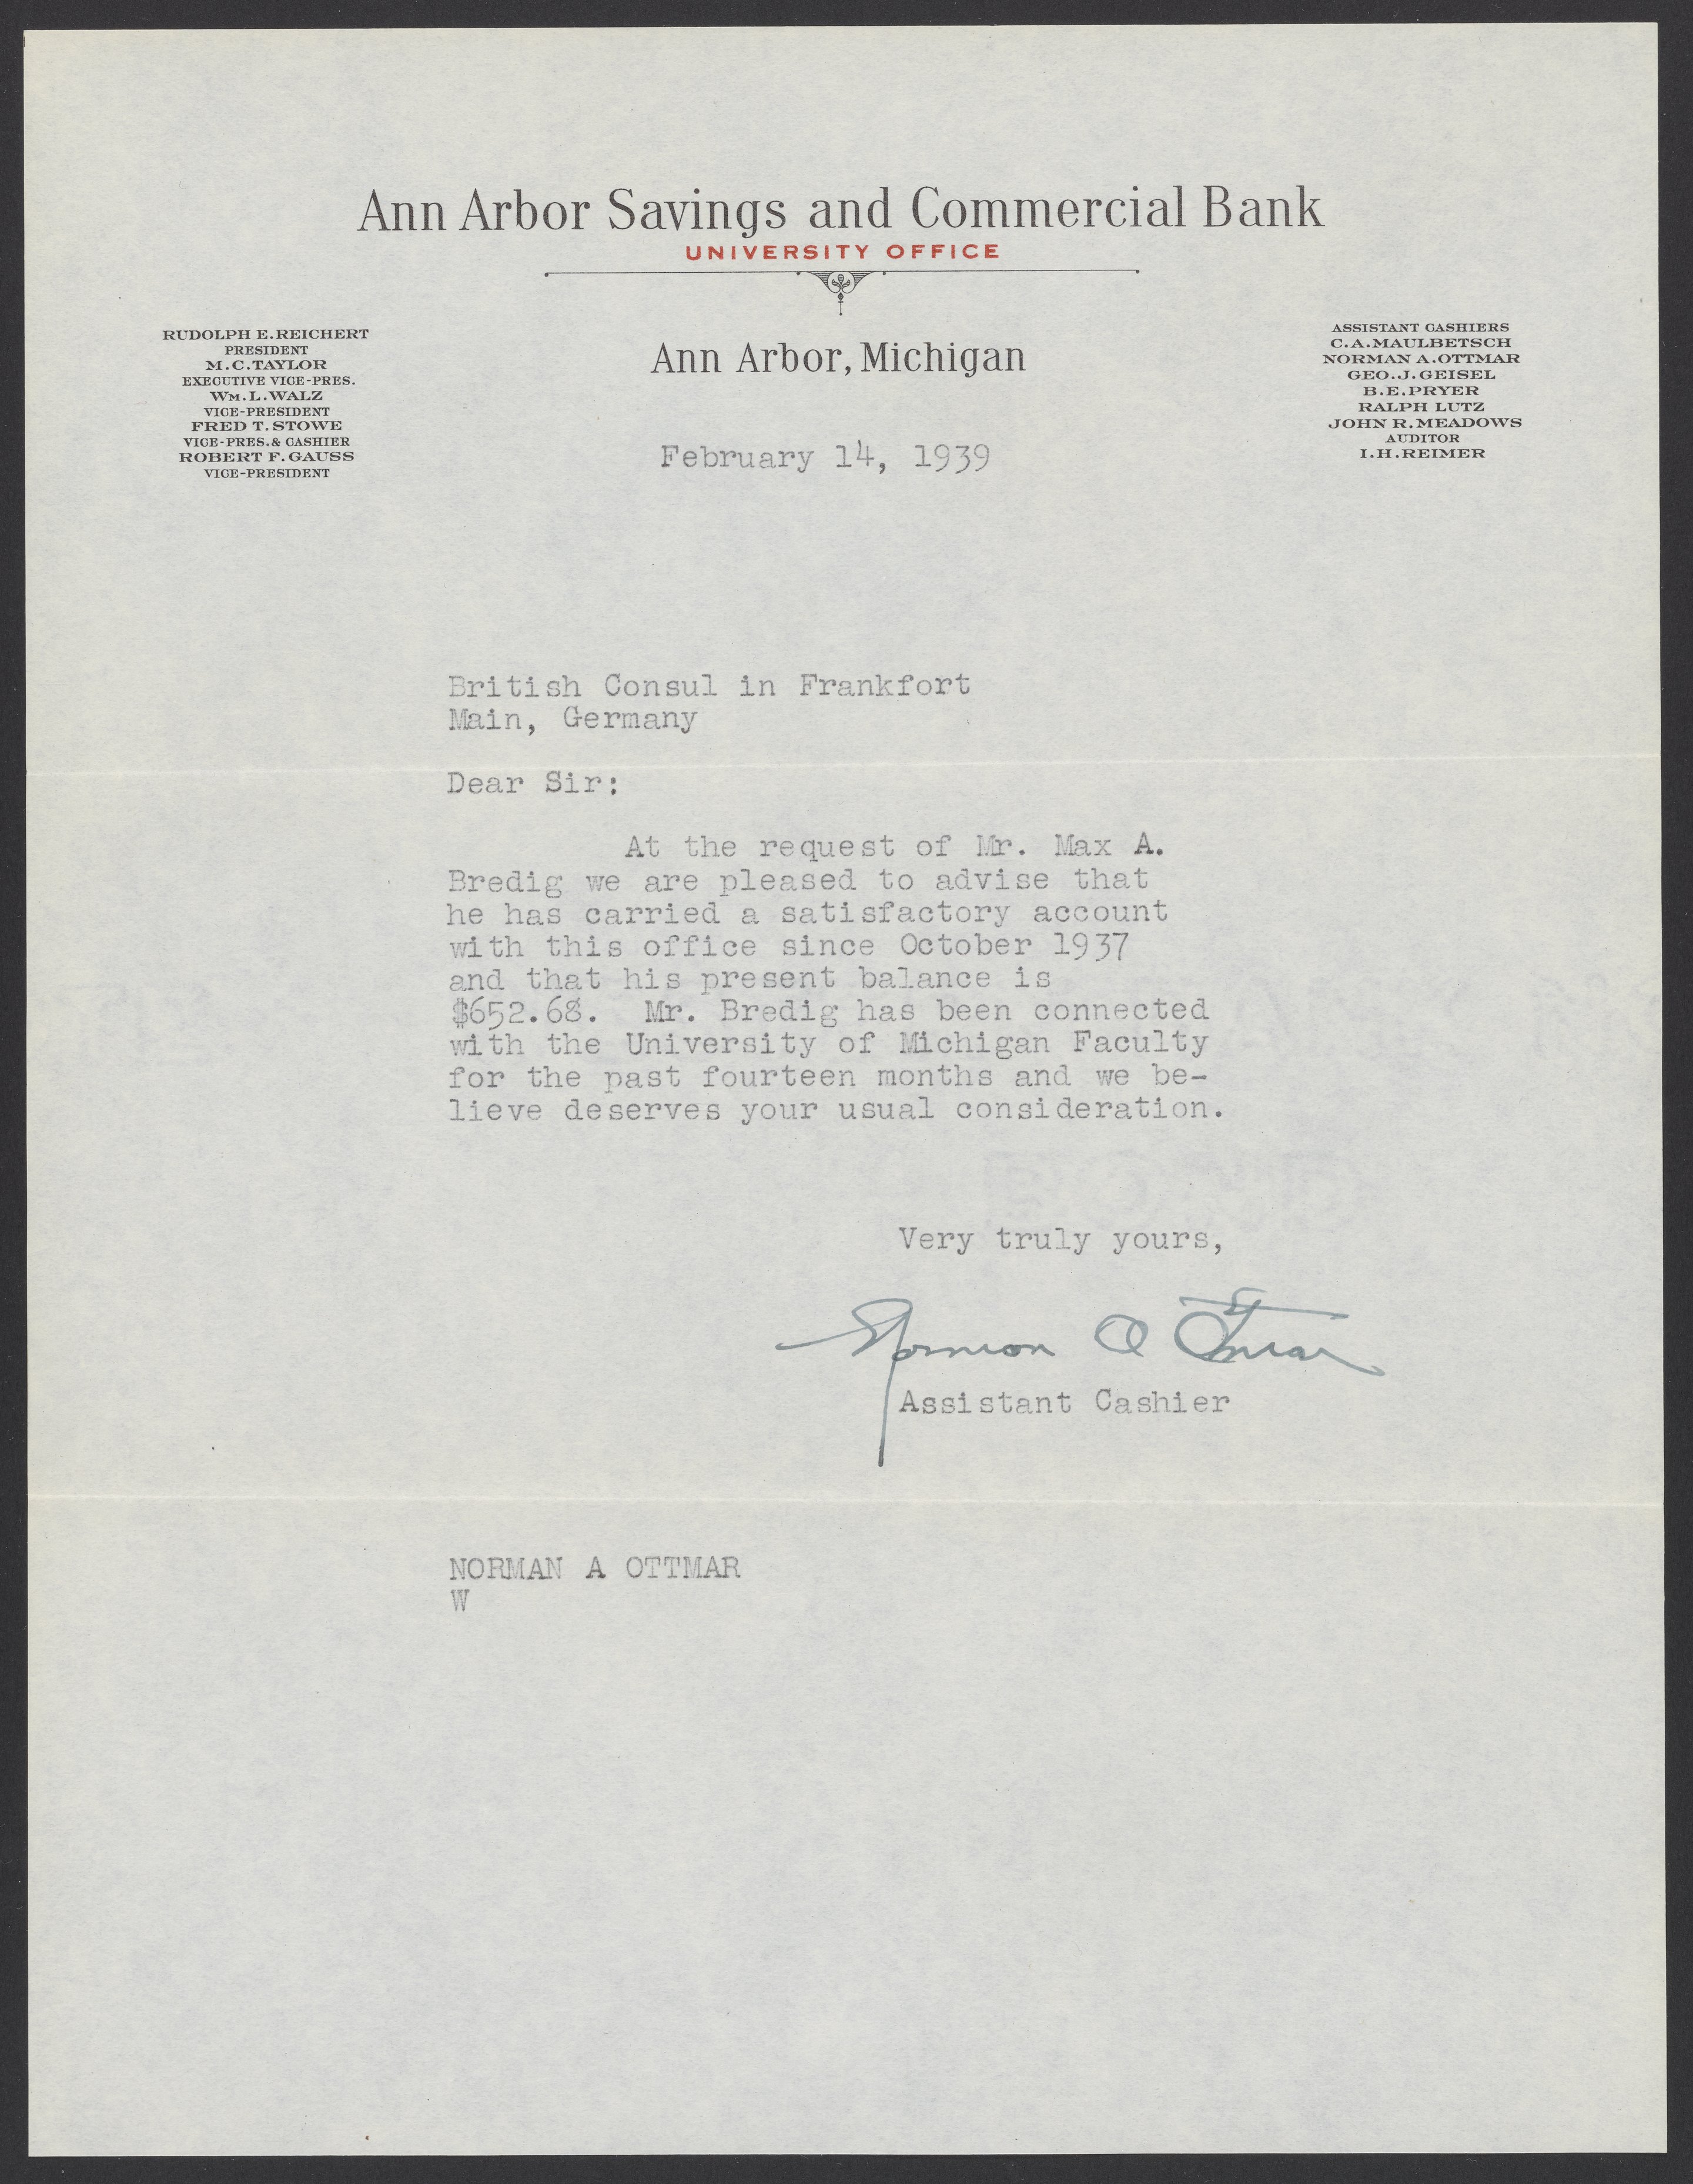 Ann Arbor Savings and Commercial Bank
UNIVERSITY OFFICE
RUDOLPH E. REICHERT
PRESIDENT
M. C. TAYLOR
EXECUTIVE VICE-PRES.
WM. L. WALZ
VICE-PRESIDENT
FRED T. STOWE
VICE-PRES. & CASHIER
ROBERT F. GAUSS
VICE-PRESIDENT
Ann Arbor, Michigan
ASSISTANT CASHIERS
C. A. MAULBETSCH
NORMAN A. OTTMAR
GEO. J. GEISEL
B. E. PRYER
RALPH LUTZ
JOHN R. MEADOWS
AUDITOR
I. H. REIMER
February 14, 1939
British Consul in Frankfort
Main, Germany
Dear Sir:
At the request of Mr. Max A.
Bredig we are pleased to advise that
he has carried a satisfactory account
with this office since October 1937
and that his present balance is
$652.68. Mr. Bredig has been connected
with the University of Michigan Faculty
for the past fourteen months and we be-
lieve deserves your usual consideration.
Very truly yours,
Norman A Ottmar
Assistant Cashier
NORMAN A OTTMAR
W